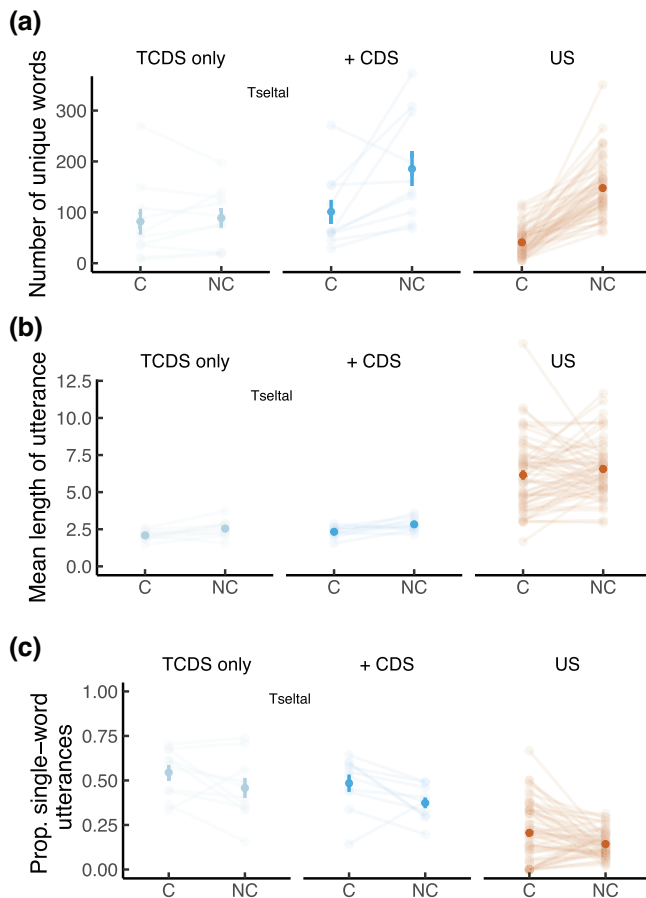 (a)
TCDS only + CDS US
Tseltal
Number of unique words
300
200
100
0
C NC C NC C NC
(b)
TCDS only + CDS US
Tseltal
Mean length of utterance
12.5
10.0
7.5
5.0
2.5
0.0
C NC C NC C NC
(c)
TCDS only + CDS US
Tseltal
Prop. single−word
utterances
1.00
0.75
0.50
0.25
0.00
C NC C NC C NC